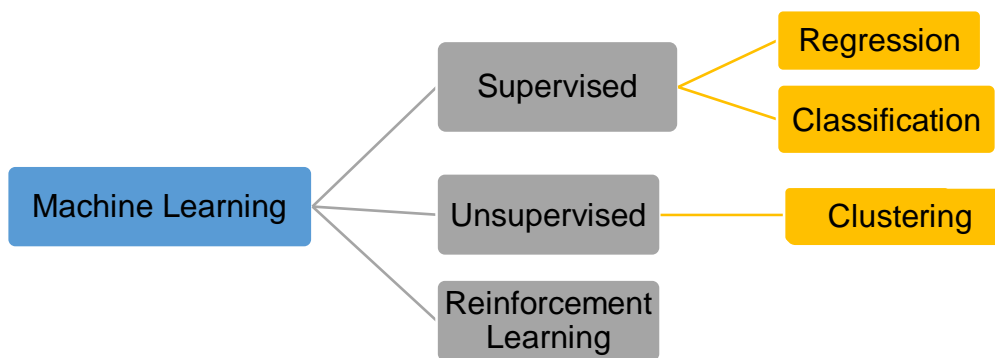 Machine Learning
Supervised
Regression
Classification
Unsupervised
Clustering
Reinforcement
Learning